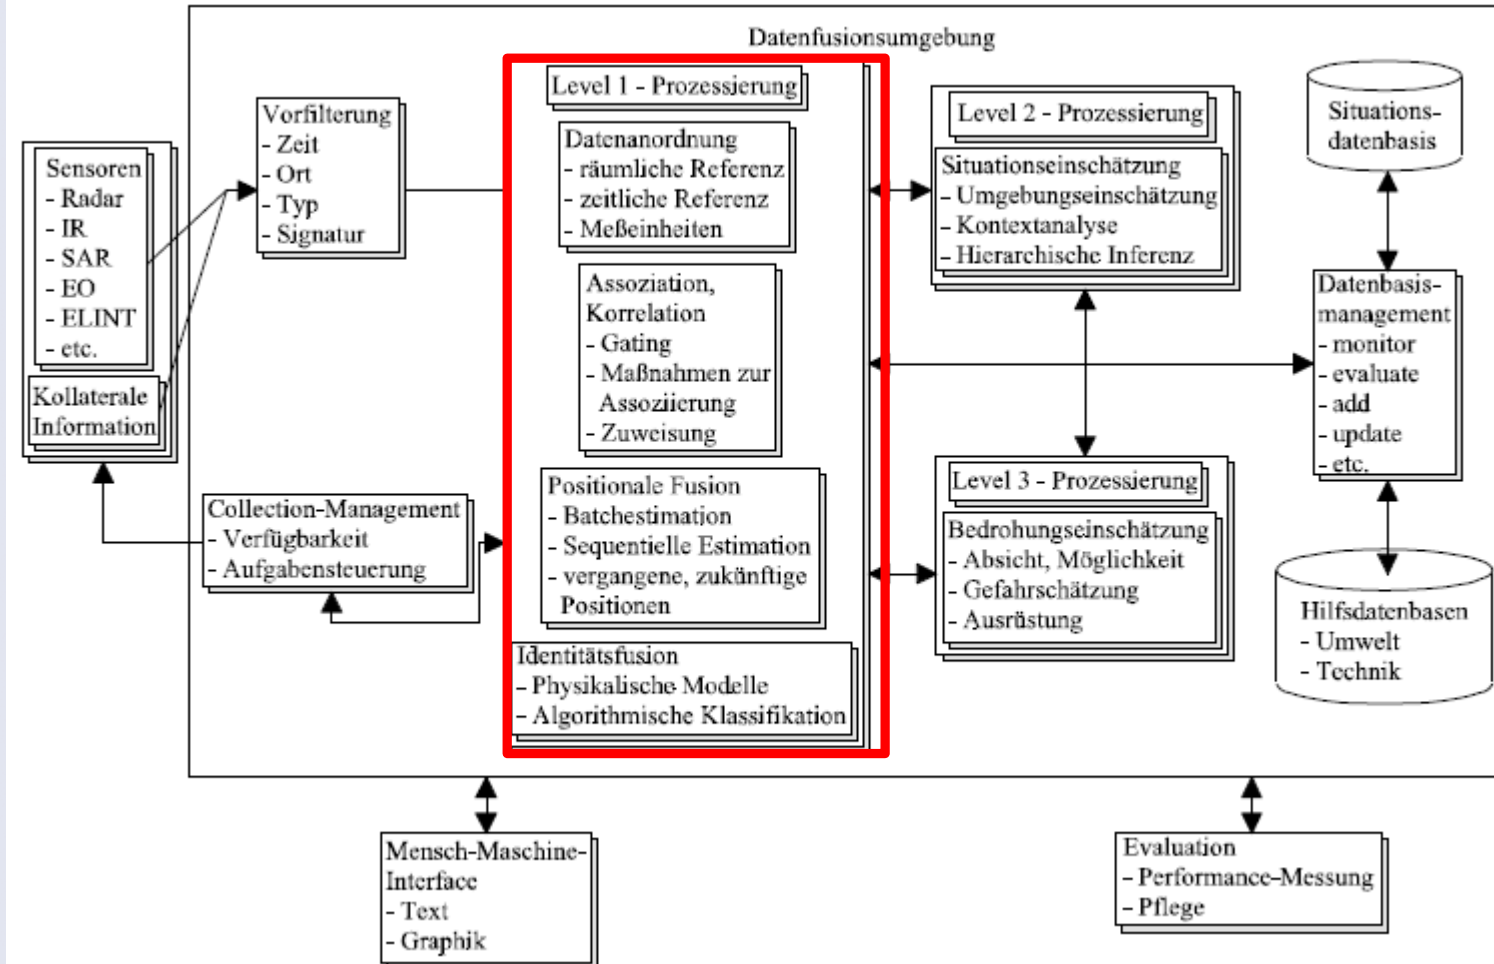 Datenfusionsumgebung
Sensoren
- Radar
- IR
- SAR
- EO
- ELINT
- etc.
Kollaterale
Information
Vorfilterung
- Zeit
- Ort
- Typ
- Signatur
Collection-Management
- Verfügbarkeit
- Aufgabensteuerung
Level 1 - Prozessierung
Datenanordnung
- räumliche Referenz
- zeitliche Referenz
- Meßeinheiten
Assoziation,
Korrelation
- Gating
- Maßnahmen zur
Assoziierung
- Zuweisung
Positionale Fusion
- Batchestimation
- Sequentielle Estimation
- vergangene, zukünftige
Positionen
Identitätsfusion
- Physikalische Modelle
- Algorithmische Klassifikation
Level 2 - Prozessierung
Situationseinschätzung
- Umgebungseinschätzung
- Kontextanalyse
- Hierarchische Inferenz
Level 3 - Prozessierung
Bedrohungseinschätzung
- Absicht, Möglichkeit
- Gefahrschätzung
- Ausrüstung
Situations-
datenbasis
Datenbasis-
management
- monitor
- evaluate
- add
- update
- etc.
Hilfsdatenbasen
- Umwelt
- Technik
Mensch-Maschine-
Interface
- Text
- Graphik
Evaluation
- Performance-Messung
- Pflege